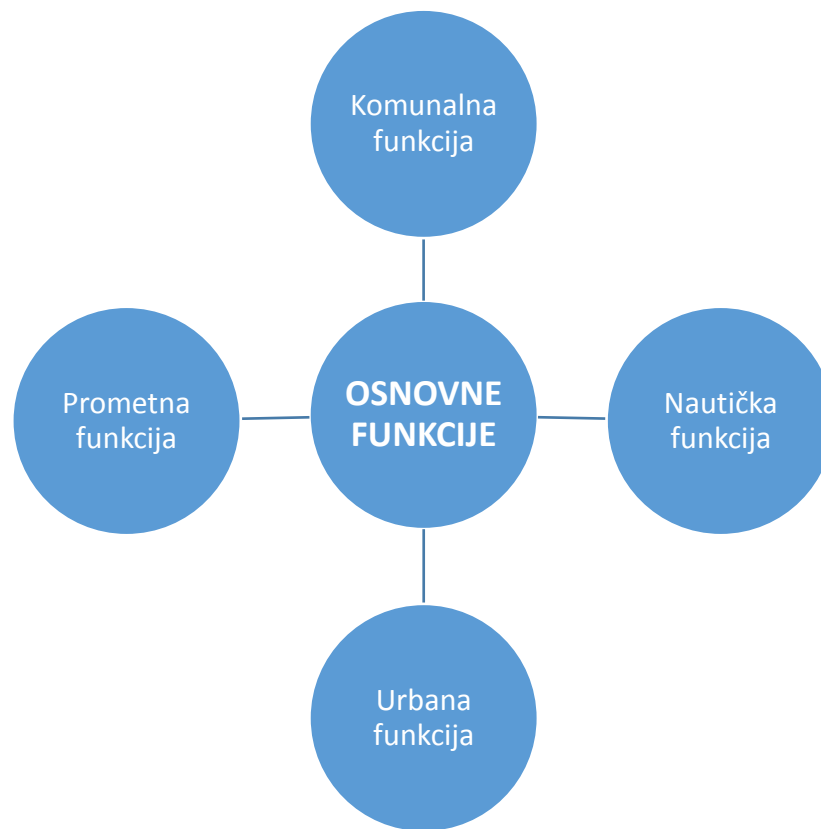 Komunalna
funkcija
Prometna
funkcija
OSNOVNE
FUNKCIJE
Nautička
funkcija
Urbana
funkcija